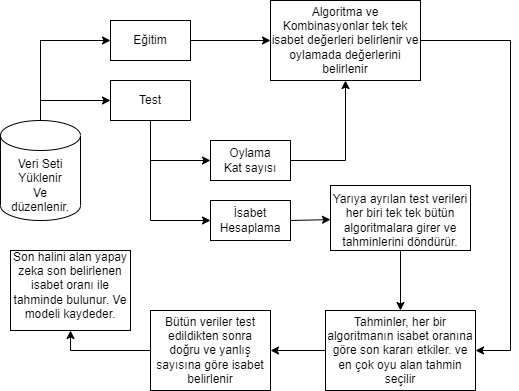 Eğitim
Algoritma ve
Kombinasyonlar tek tek
isabet değerleri belirlenir ve
oylamada değerlerini
belirlenir
Test
Veri Seti
Yüklenir
Ve
düzenlenir.
Oylama
Kat sayısı
İsabet
Hesaplama
Yarıya ayrılan test verileri
her biri tek tek bütün
algoritmalara girer ve
tahminlerini döndürür.
Son halini alan yapay
zeka son belirlenen
isabet oranı ile
tahminde bulunur. Ve
modeli kaydeder.
Bütün veriler test
edildikten sonra
doğru ve yanlış
sayısına göre isabet
belirlenir
Tahminler, her bir
algoritmanın isabet oranına
göre son kararı etkiler. ve
en çok oyu alan tahmin
seçilir